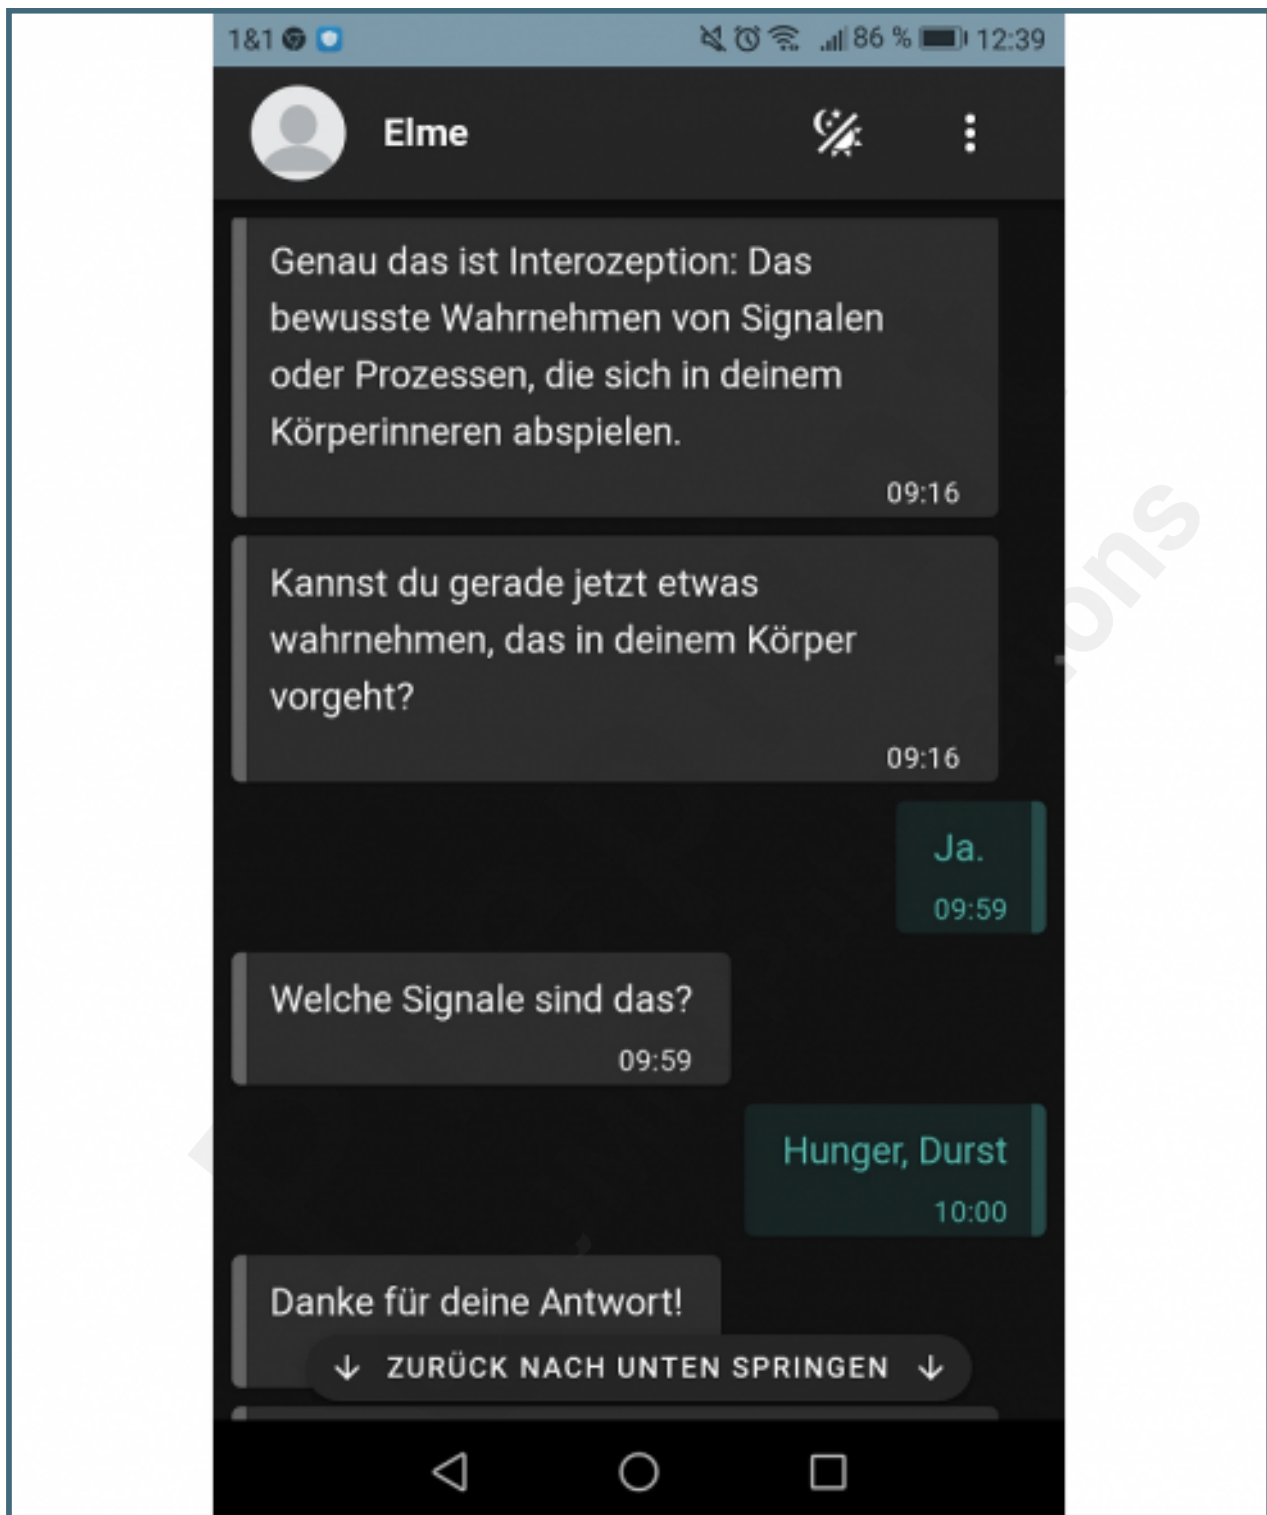 1&1 86 % 12:39
Elme
Genau das ist Interozeption: Das
bewusste Wahrnehmen von Signalen
oder Prozessen, die sich in deinem
Körperinneren abspielen.
09:16
Kannst du gerade jetzt etwas
wahrnehmen, das in deinem Körper
vorgeht?
09:16
Ja.
09:59
Welche Signale sind das?
09:59
Hunger, Durst
10:00
Danke für deine Antwort!
↓ ZURÜCK NACH UNTEN SPRINGEN ↓